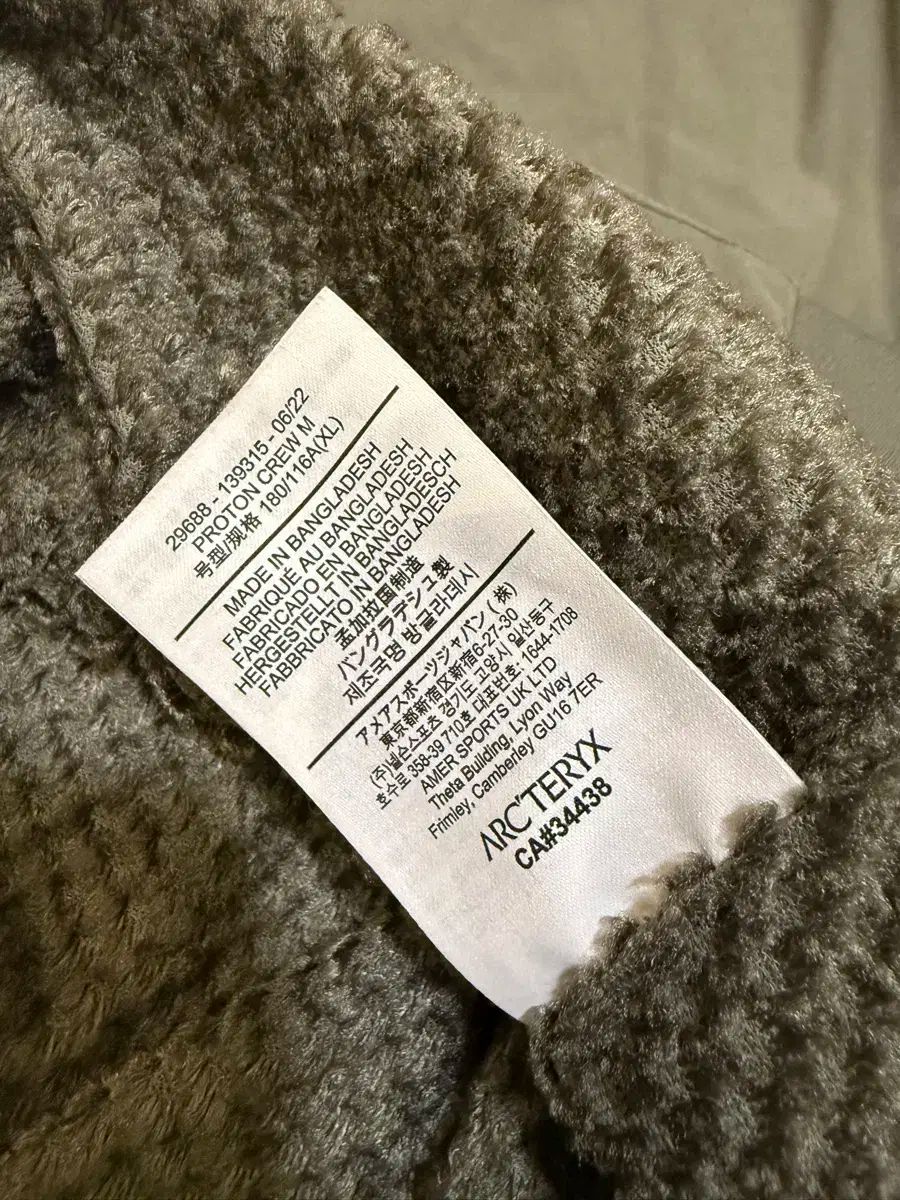 29688 - 139315 - 06/22
PROTON CREW M
号型/规格 180/116A(XL)
MADE IN BANGLADESH
FABRIQUE AU BANGLADESH
FABRICADO EN BANGLADESH
HERGESTELLT IN BANGLADESCH
FABBRICATO IN BANGLADESH
孟加拉国制造
バングラデシュ製
제조국명 방글라데시
アメアスポーツジャパン(株)
東京都新宿区新宿6-27-30
(주)넬슨스포츠 경기도 고양시 일산동구
호수로 358-39 710호 대표번호: 1644-1708
AMER SPORTS UK LTD
Theta Building, Lyon Way
Frimley, Camberley GU16 7ER
ARC'TERYX
CA#34438